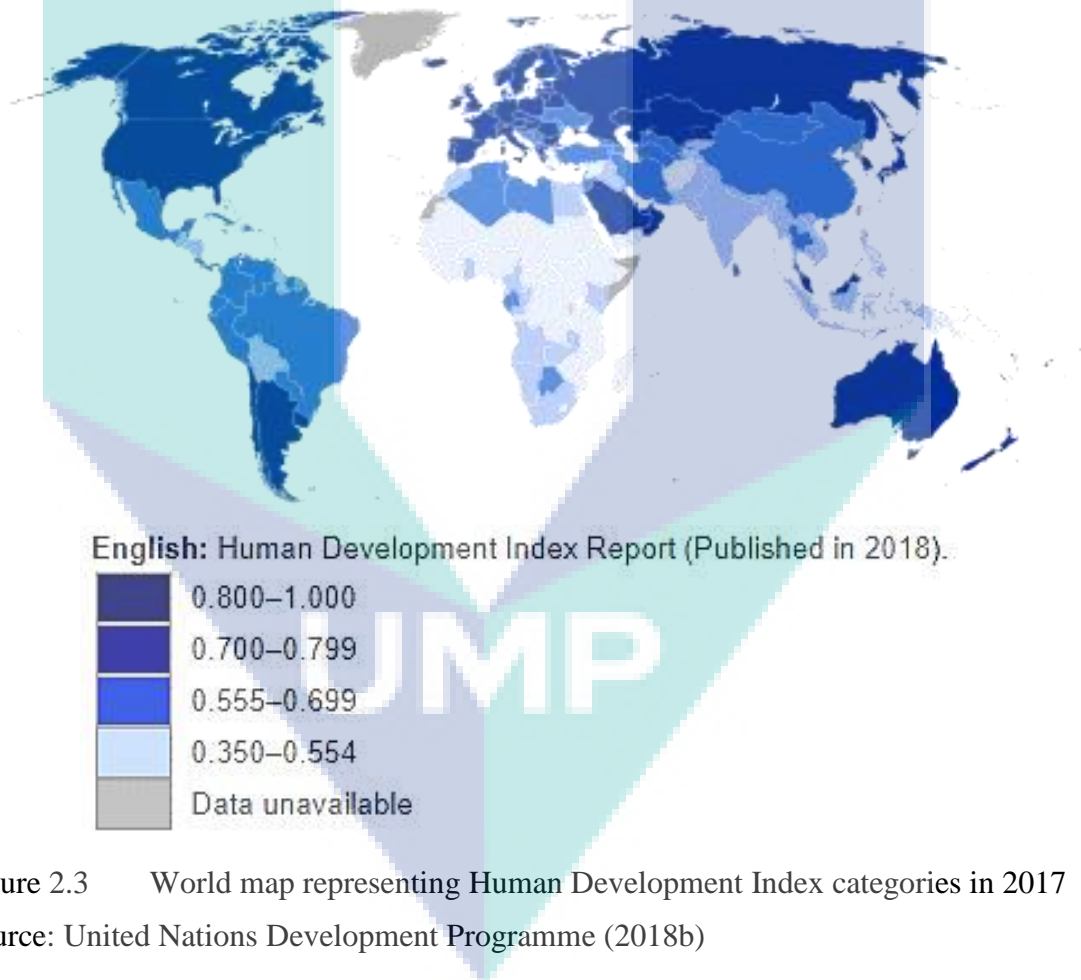 English: Human Development Index Report (Published in 2018).
0.800–1.000
0.700–0.799
0.555–0.699
0.350–0.554
Data unavailable
UMP
ure 2.3 World map representing Human Development Index categories in 2017
urce: United Nations Development Programme (2018b)